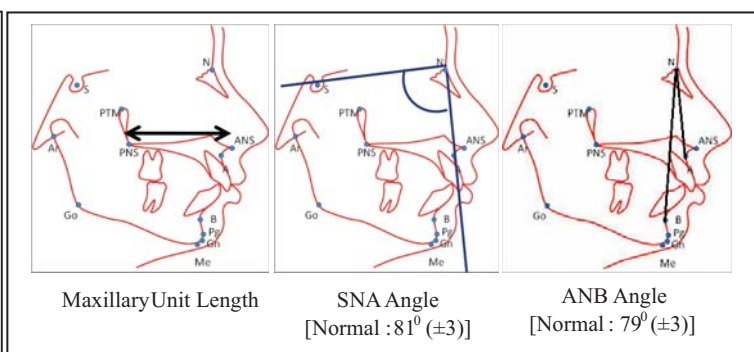 N
S
PTM
Ar
PNS
ANS
A
Go
B
Pg
Gn
Me
MaxillaryUnit Length
N
S
PTM
Ar
PNS
ANS
A
Go
B
Pg
Gn
Me
SNA Angle
[Normal : 81⁰ (±3)]
N
S
PTM
Ar
PNS
ANS
A
Go
B
Pg
Gn
Me
ANB Angle
[Normal : 79⁰ (±3)]